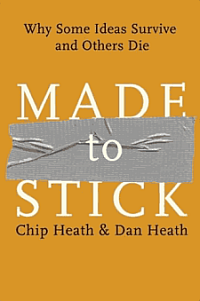 Why Some Ideas Survive
and Others Die
MADE
to
STICK
Chip Heath & Dan Heath